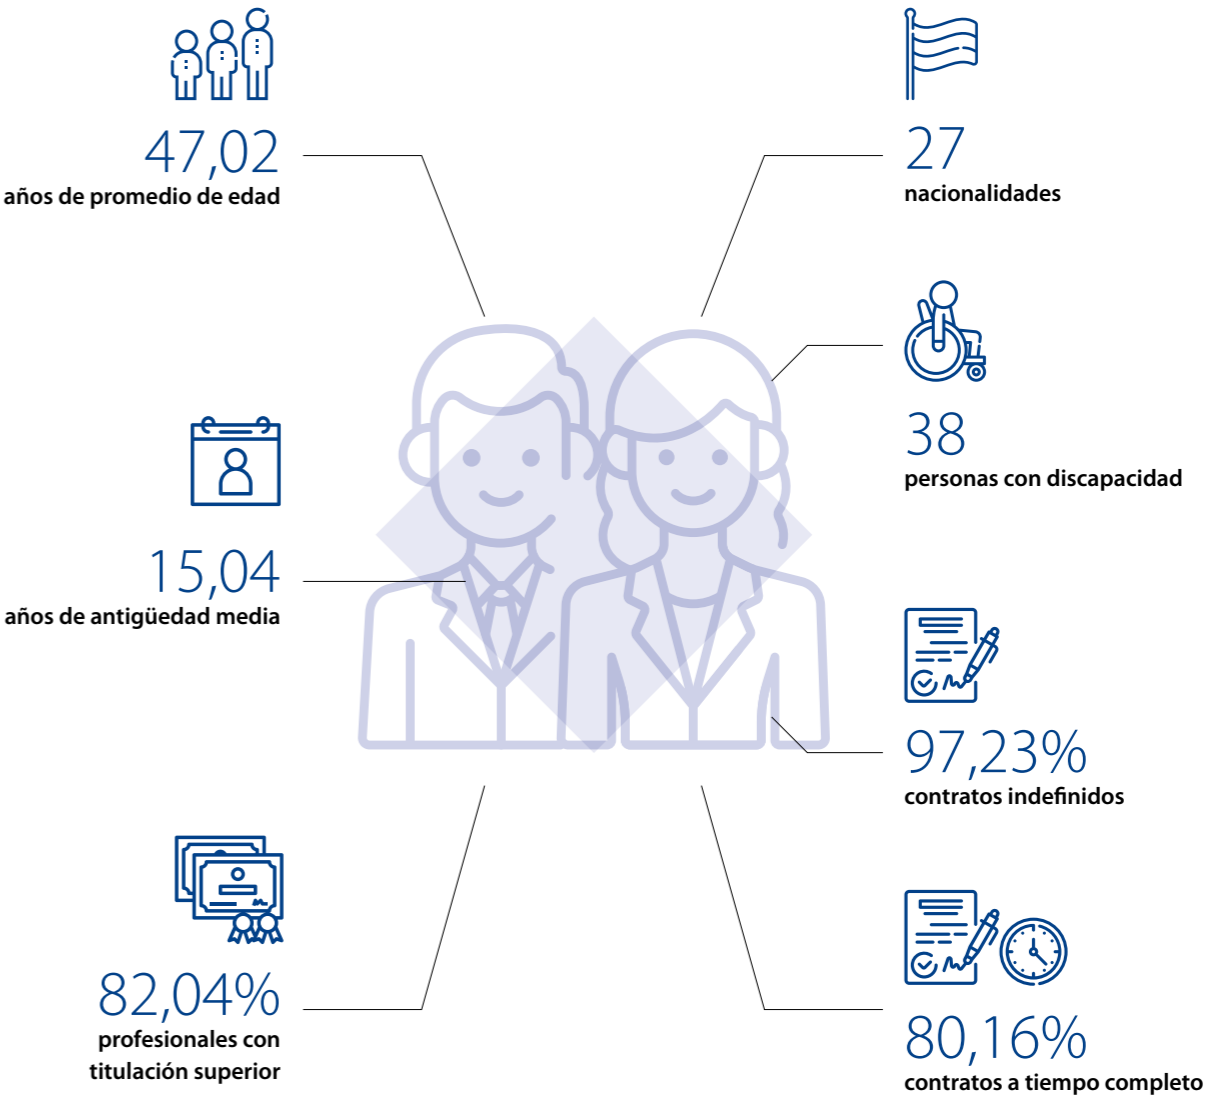 47,02
años de promedio de edad
27
nacionalidades
38
personas con discapacidad
15,04
años de antigüedad media
97,23%
contratos indefinidos
82,04%
profesionales con
titulación superior
80,16%
contratos a tiempo completo